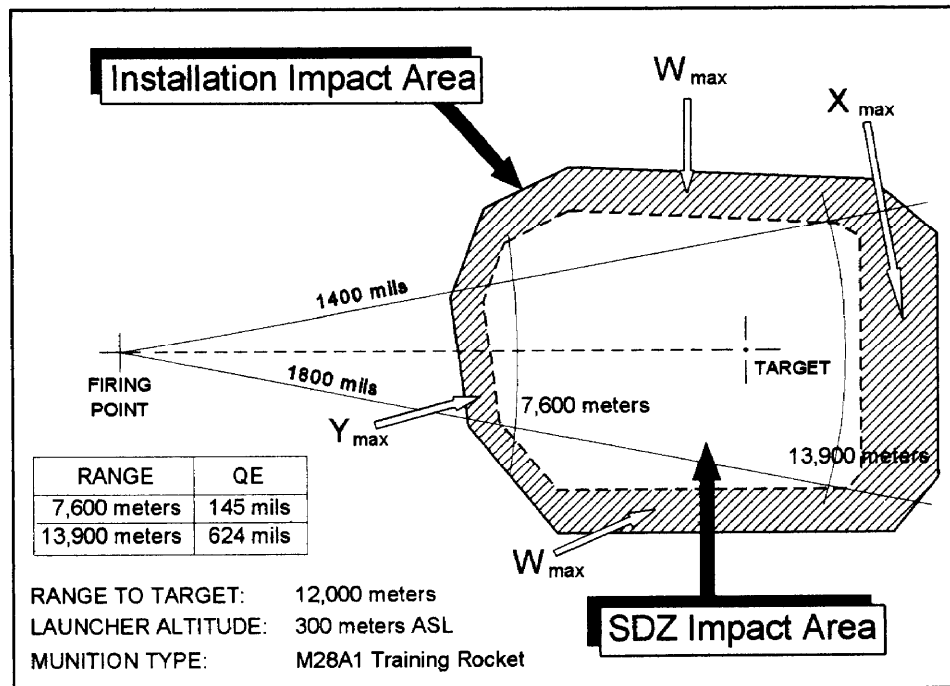 Installation Impact Area
W max
X max
1400 mils
FIRING
POINT
1800 mils
TARGET
Y max
7,600 meters
13,900 meters
RANGE QE
7,600 meters 145 mils
13,900 meters 624 mils
W max
RANGE TO TARGET: 12,000 meters
LAUNCHER ALTITUDE: 300 meters ASL
MUNITION TYPE: M28A1 Training Rocket
SDZ Impact Area